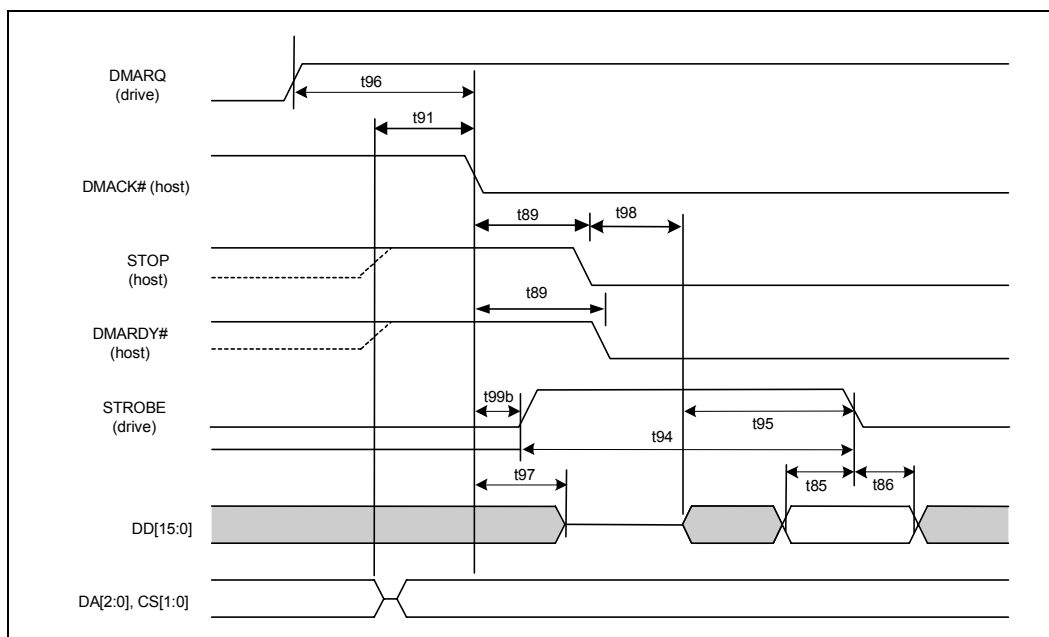 DMARQ
(drive)
t96
t91
DMACK# (host)
t89
t98
STOP
(host)
t89
DMARDY#
(host)
t99b
STROBE
(drive)
t95
t94
t97
t85
t86
DD[15:0]
DA[2:0], CS[1:0]